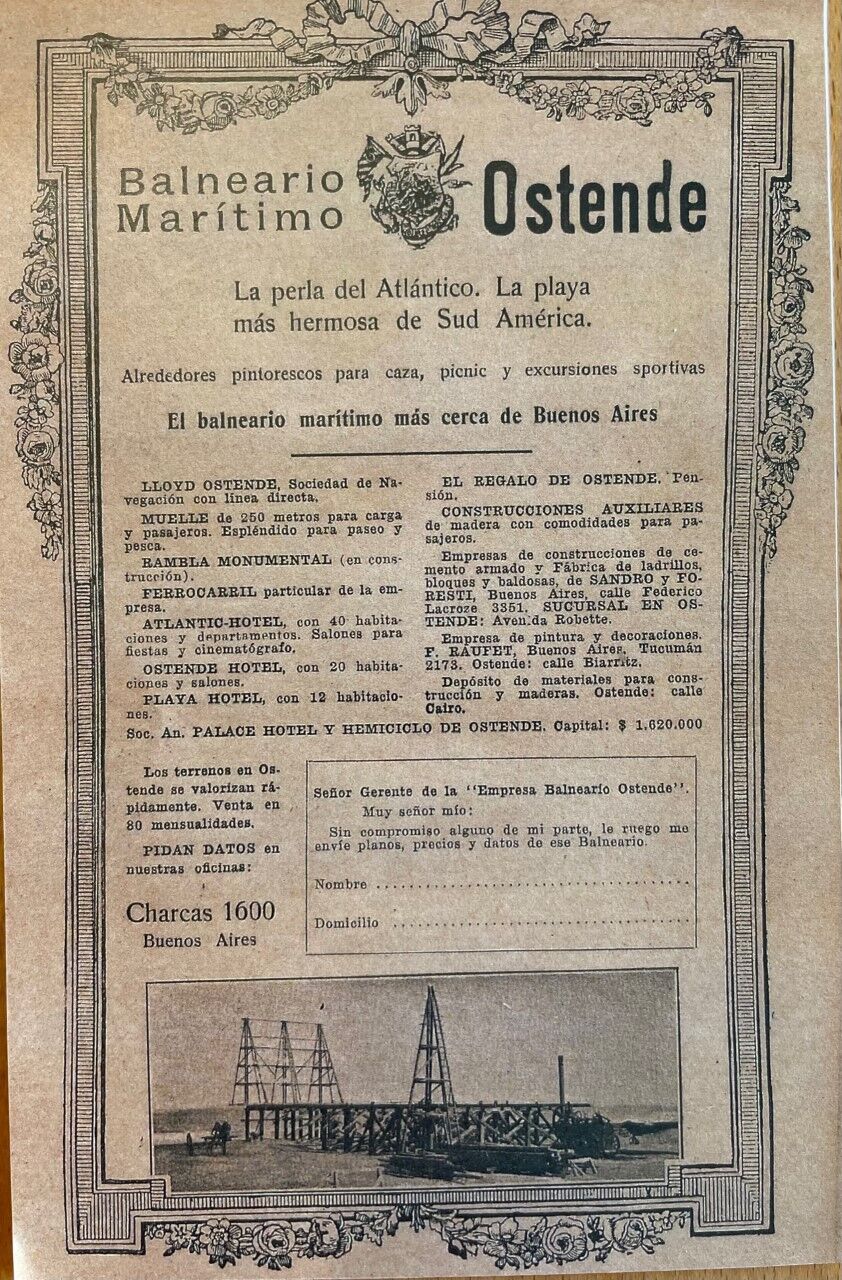 Balneario
Marítimo
Ostende
La perla del Atlántico. La playa
más hermosa de Sud América.
Alrededores pintorescos para caza, picnic y excursiones sportivas
El balneario marítimo más cerca de Buenos Aires
LLOYD OSTENDE, Sociedad de Na-
vegación con línea directa.
MUELLE de 250 metros para carga
y pasajeros. Espléndido para paseo y
pesca.
RAMBLA MONUMENTAL (en cons-
trucción).
FERROCARRIL particular de la em-
presa.
ATLANTIC-HOTEL, con 40 habita-
ciones y departamentos. Salones para
fiestas y cinematógrafo.
OSTENDE HOTEL, con 20 habita-
ciones y salones.
PLAYA HOTEL, con 12 habitacio-
nes.
EL REGALO DE OSTENDE. Pen-
sión.
CONSTRUCCIONES AUXILIARES
de madera con comodidades para pa-
sajeros.
Empresas de construcciones de ce-
mento armado y Fábrica de ladrillos,
bloques y baldosas, de SANDRO y FO-
RESTI, Buenos Aires, calle Federico
Lacroze 3351. SUCURSAL EN OS-
TENDE: Avenida Robette.
Empresa de pintura y decoraciones.
F. RAUFET, Buenos Aires. Tucumán
2173. Ostende: calle Biarritz.
Depósito de materiales para cons-
trucción y maderas. Ostende: calle
Cairo.
Soc. An. PALACE HOTEL Y HEMICICLO DE OSTENDE. Capital: $ 1.620.000
Los terrenos en Os-
tende se valorizan rá-
pidamente. Venta en
80 mensualidades.
PIDAN DATOS en
nuestras oficinas:
Charcas 1600
Buenos Aires
Señor Gerente de la "Empresa Balneario Ostende".
Muy señor mío:
Sin compromiso alguno de mi parte, le ruego me
envíe planos, precios y datos de ese Balneario.
Nombre
Domicilio